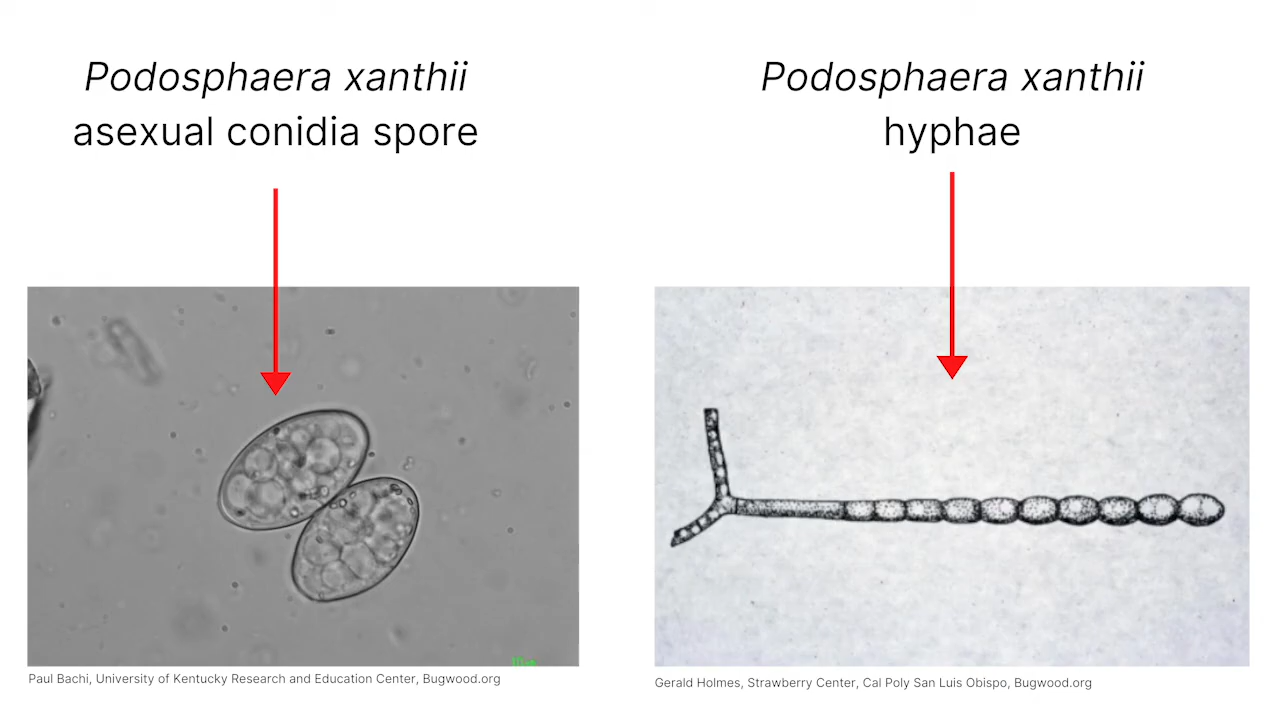 Podosphaera xanthii
asexual conidia spore
Podosphaera xanthii
hyphae
Paul Bachi, University of Kentucky Research and Education Center, Bugwood.org
Gerald Holmes, Strawberry Center, Cal Poly San Luis Obispo, Bugwood.org